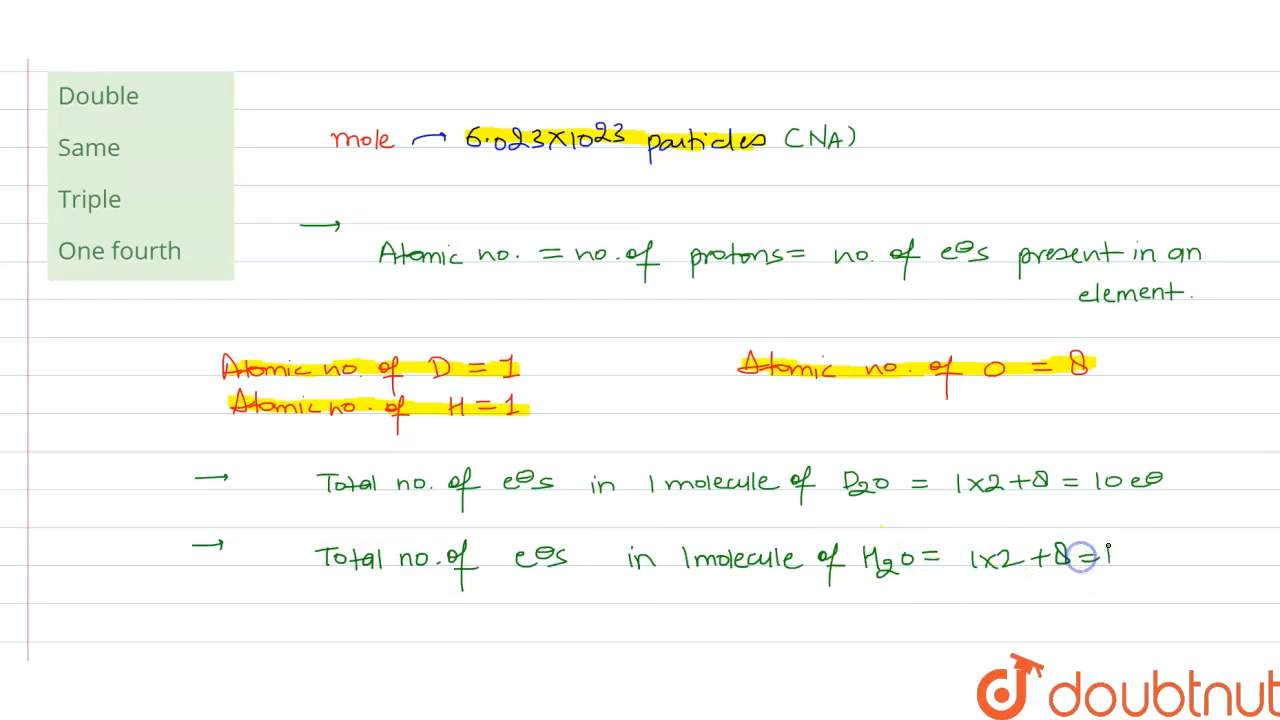 Double
Same
Triple
One fourth
mole → 6.023×10²³ particles (NA)
→ Atomic no. = no. of protons = no. of e⊖s present in an
element.
Atomic no. of D = 1
Atomic no. of H = 1
Atomic no. of O = 8
→ Total no. of e⊖s in 1 molecule of D₂O = 1×2+8 = 10 e⊖
→ Total no. of e⊖s in 1 molecule of H₂O = 1×2+8 = 1
doubtnut